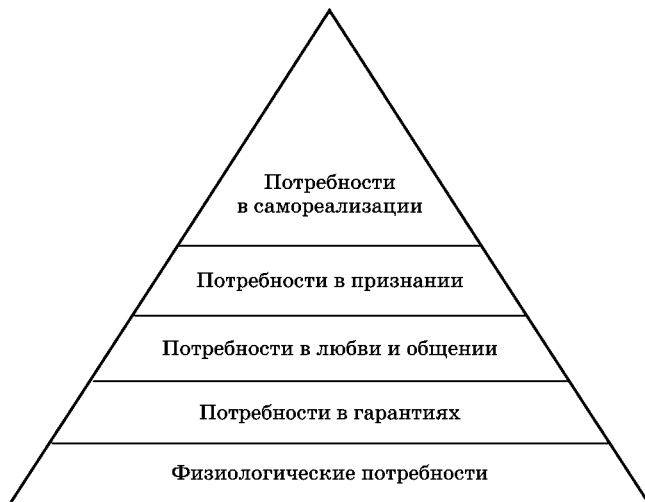 Потребности
в самореализации
Потребности в признании
Потребности в любви и общении
Потребности в гарантиях
Физиологические потребности